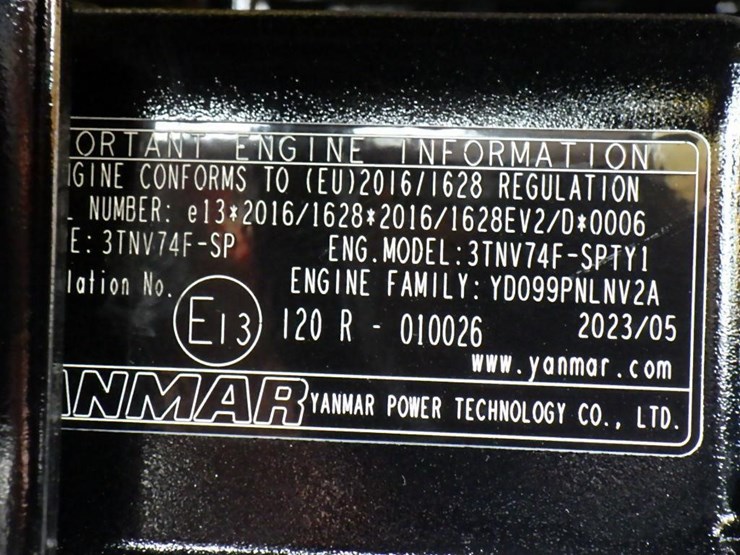 ORTANT ENGINE INFORMATION
GINE CONFORMS TO (EU)2016/1628 REGULATION
NUMBER: e13*2016/1628*2016/1628EV2/D*0006
E: 3TNV74F-SP ENG.MODEL:3TNV74F-SPTY1
lation No. ENGINE FAMILY: YD099PNLNV2A
E13 120 R - 010026 2023/05
www.yanmar.com
ANMAR YANMAR POWER TECHNOLOGY CO., LTD.